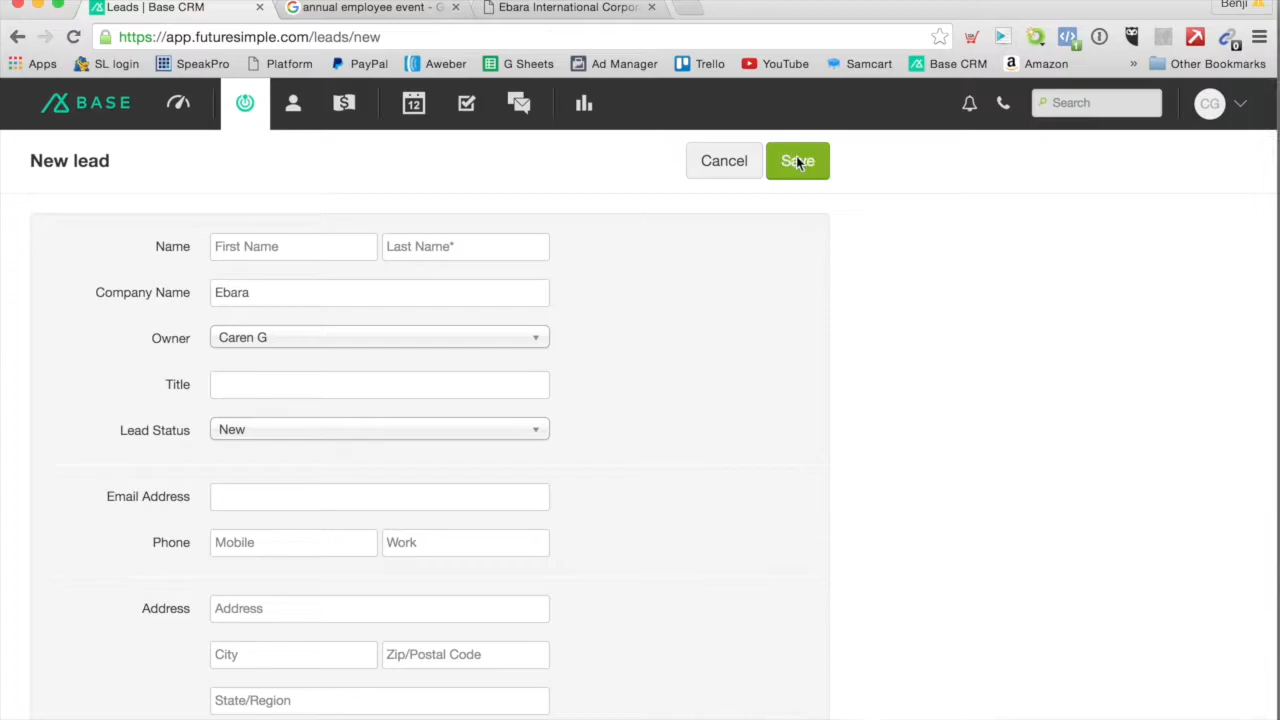 Leads | Base CRM × annual employee event - G × Ebara International Corpor × Benji
https://app.futuresimple.com/leads/new
Apps SL login SpeakPro Platform PayPal Aweber G Sheets Ad Manager Trello YouTube Samcart Base CRM Amazon » Other Bookmarks
BASE 12 Search CG
New lead Cancel Save
Name First Name Last Name*
Company Name Ebara
Owner Caren G
Title
Lead Status New
Email Address
Phone Mobile Work
Address Address
City Zip/Postal Code
State/Region